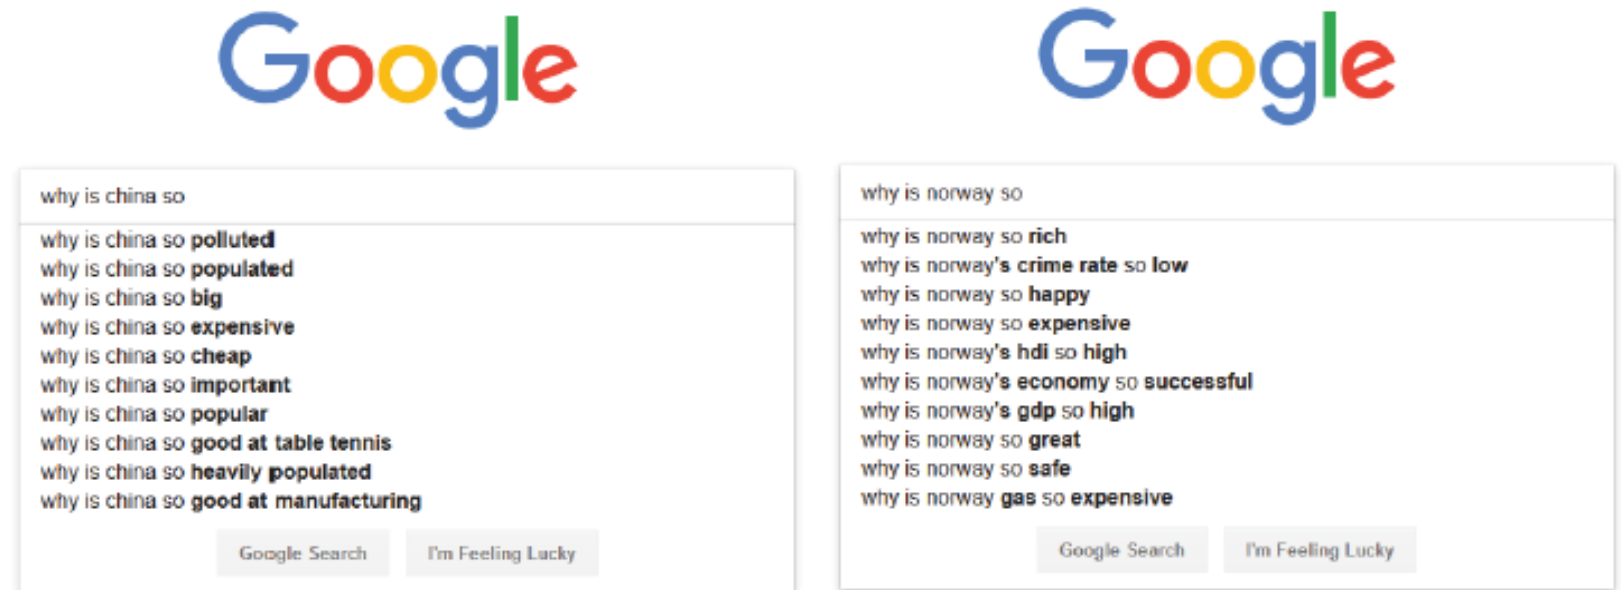 Google
why is china so
why is china so polluted
why is china so populated
why is china so big
why is china so expensive
why is china so cheap
why is china so important
why is china so popular
why is china so good at table tennis
why is china so heavily populated
why is china so good at manufacturing
Google Search
I'm Feeling Lucky
Google
why is norway so
why is norway so rich
why is norway's crime rate so low
why is norway so happy
why is norway so expensive
why is norway's hdi so high
why is norway's economy so successful
why is norway's gdp so high
why is norway so great
why is norway so safe
why is norway gas so expensive
Google Search
I'm Feeling Lucky